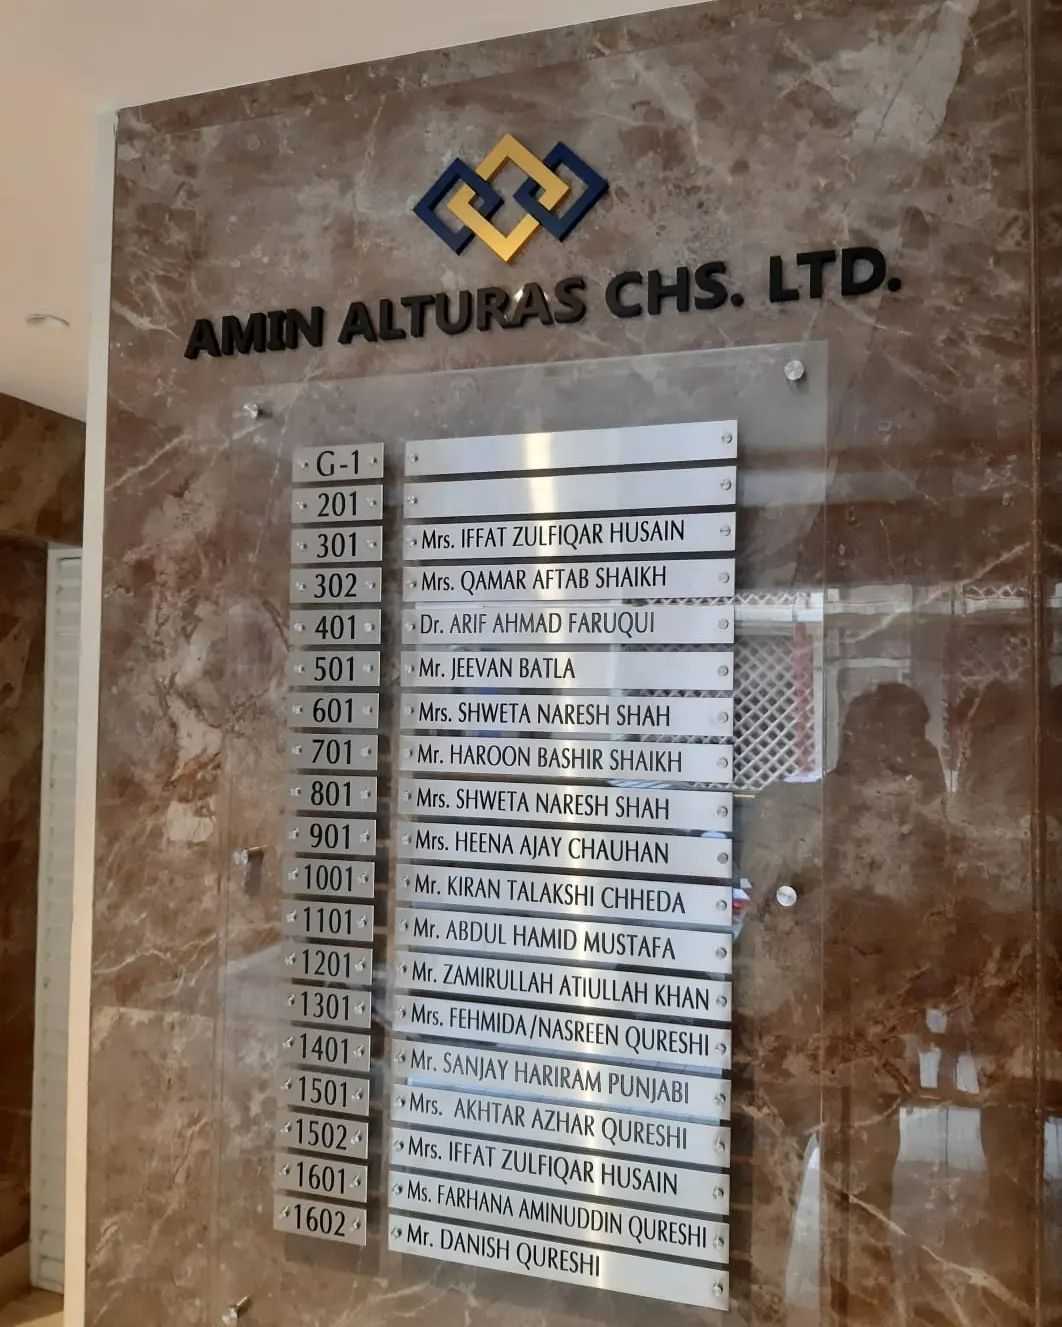 AMIN ALTURAS CHS. LTD.
G-1
201
301 Mrs. IFFAT ZULFIQAR HUSAIN
302 Mrs. QAMAR AFTAB SHAIKH
401 Dr. ARIF AHMAD FARUQUI
501 Mr. JEEVAN BATLA
601 Mrs. SHWETA NARESH SHAH
701 Mr. HAROON BASHIR SHAIKH
801 Mrs. SHWETA NARESH SHAH
901 Mrs. HEENA AJAY CHAUHAN
1001 Mr. KIRAN TALAKSHI CHHEDA
1101 Mr. ABDUL HAMID MUSTAFA
1201 Mr. ZAMIRULLAH ATIULLAH KHAN
1301 Mrs. FEHMIDA/NASREEN QURESHI
1401 Mr. SANJAY HARIRAM PUNJABI
1501 Mrs. AKHTAR AZHAR QURESHI
1502 Mrs. IFFAT ZULFIQAR HUSAIN
1601 Ms. FARHANA AMINUDDIN QURESHI
1602 Mr. DANISH QURESHI